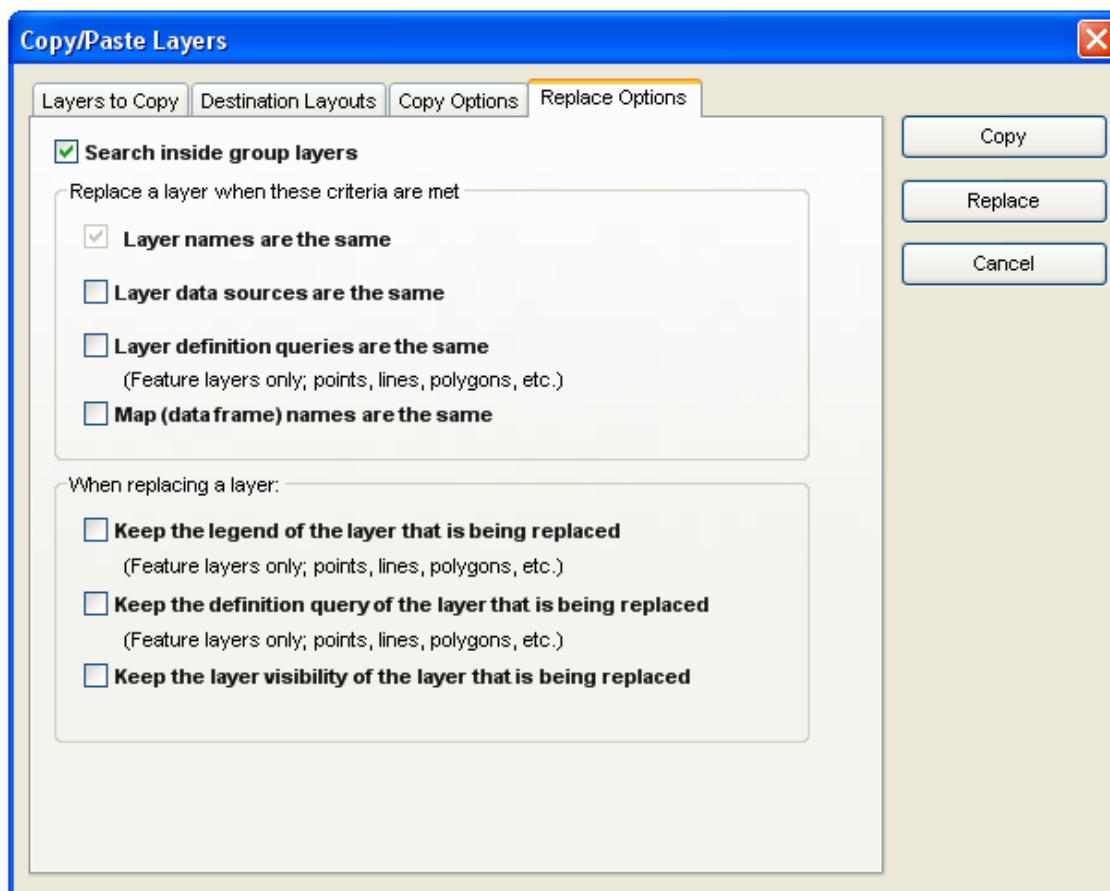 Copy/Paste Layers
Layers to Copy
Destination Layouts
Copy Options
Replace Options
Search inside group layers
Replace a layer when these criteria are met
Layer names are the same
Layer data sources are the same
Layer definition queries are the same
(Feature layers only; points, lines, polygons, etc.)
Map (data frame) names are the same
When replacing a layer:
Keep the legend of the layer that is being replaced
(Feature layers only; points, lines, polygons, etc.)
Keep the definition query of the layer that is being replaced
(Feature layers only; points, lines, polygons, etc.)
Keep the layer visibility of the layer that is being replaced
Copy
Replace
Cancel